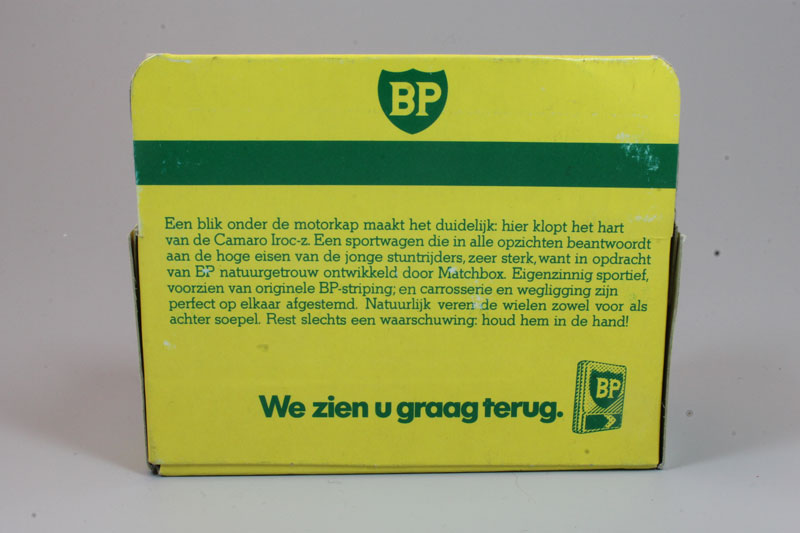 BP
Een blik onder de motorkap maakt het duidelijk: hier klopt het hart
van de Camaro Iroc-z. Een sportwagen die in alle opzichten beantwoordt
aan de hoge eisen van de jonge stuntrijders, zeer sterk, want in opdracht
van BP natuurgetrouw ontwikkeld door Matchbox. Eigenzinnig sportief,
voorzien van originele BP-striping; en carrosserie en wegligging zijn
perfect op elkaar afgestemd. Natuurlijk veren de wielen zowel voor als
achter soepel. Rest slechts een waarschuwing: houd hem in de hand!
We zien u graag terug.
BP